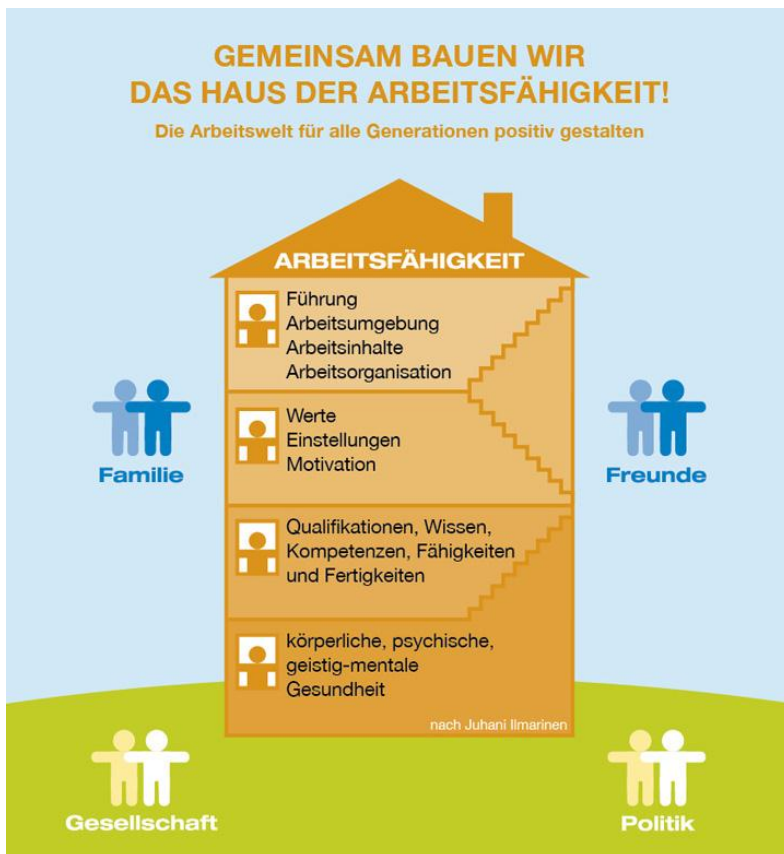 GEMEINSAM BAUEN WIR
DAS HAUS DER ARBEITSFÄHIGKEIT!
Die Arbeitswelt für alle Generationen positiv gestalten
ARBEITSFÄHIGKEIT
Führung
Arbeitsumgebung
Arbeitsinhalte
Arbeitsorganisation
Werte
Einstellungen
Motivation
Familie
Freunde
Qualifikationen, Wissen,
Kompetenzen, Fähigkeiten
und Fertigkeiten
körperliche, psychische,
geistig-mentale
Gesundheit
nach Juhani Ilmarinen
Gesellschaft
Politik